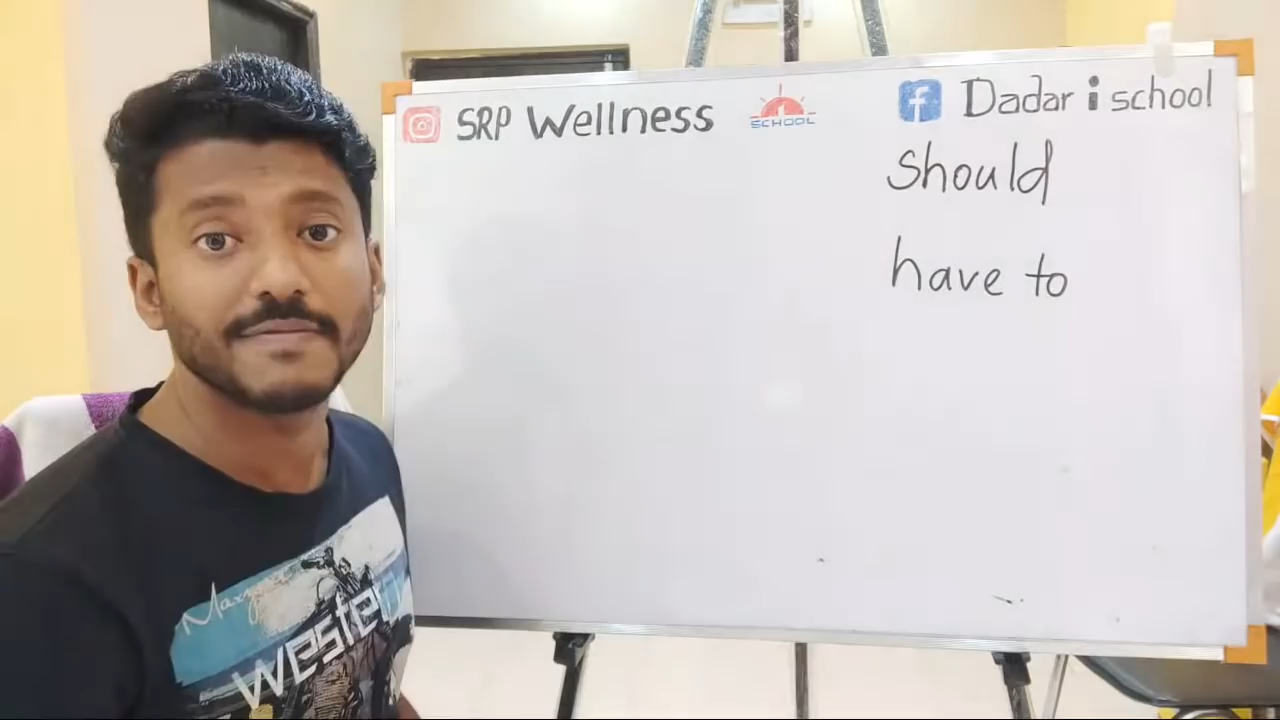 SRP Wellness
SCHOOL
Dadar i school
should
have to
Western